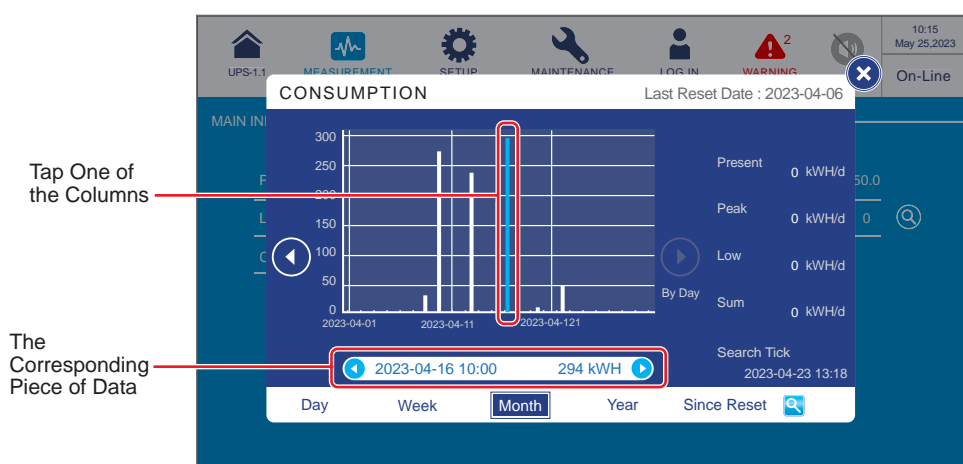 10:15
May 25,2023
2
UPS-1.1
MEASUREMENT
SETUP
MAINTENANCE
LOG IN
WARNING
On-Line
CONSUMPTION
Last Reset Date : 2023-04-06
MAIN IN
Tap One of
the Columns
300
250
200
150
100
50
0
2023-04-01
2023-04-11
2023-04-121
By Day
Present
0 kWH/d
Peak
0 kWH/d
Low
0 kWH/d
Sum
0 kWH/d
50.0
0
The
Corresponding
Piece of Data
2023-04-16 10:00
294 kWH
Search Tick
2023-04-23 13:18
Day
Week
Month
Year
Since Reset